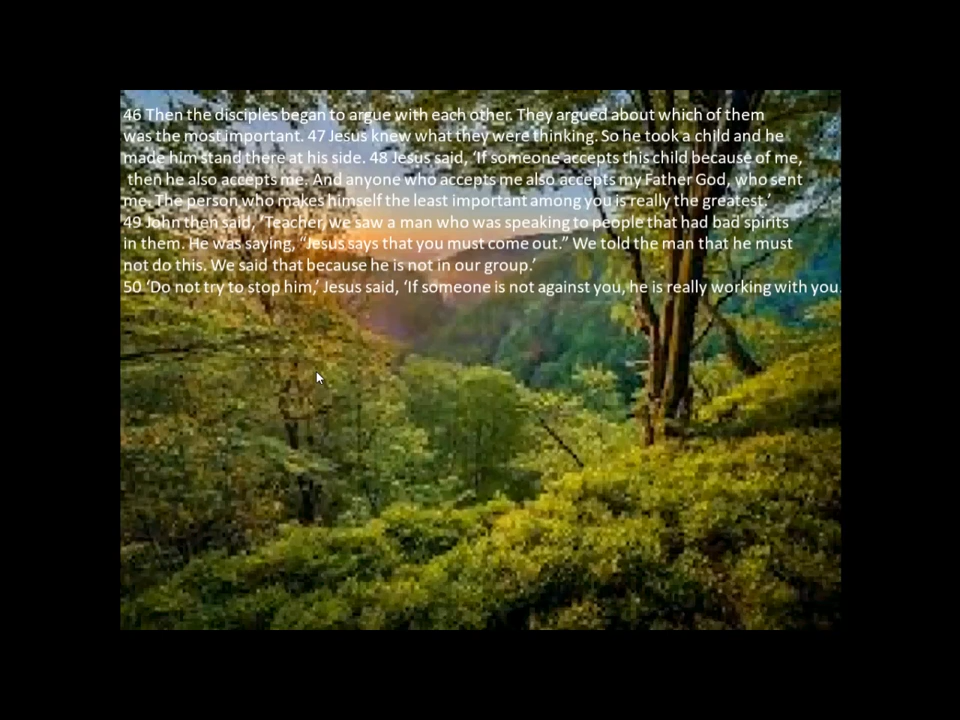 46 Then the disciples began to argue with each other. They argued about which of them
was the most important. 47 Jesus knew what they were thinking. So he took a child and he
made him stand there at his side. 48 Jesus said, ‘If someone accepts this child because of me,
then he also accepts me. And anyone who accepts me also accepts my Father God, who sent
me. The person who makes himself the least important among you is really the greatest.’
49 John then said, ‘Teacher, we saw a man who was speaking to people that had bad spirits
in them. He was saying, “Jesus says that you must come out.” We told the man that he must
not do this. We said that because he is not in our group.’
50 ‘Do not try to stop him,’ Jesus said, ‘If someone is not against you, he is really working with you.